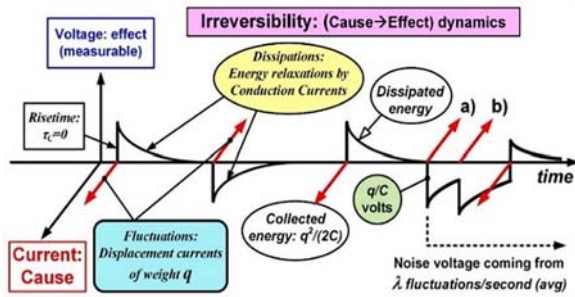 Irreversibility: (Cause→Effect) dynamics
Voltage: effect
(measurable)
Dissipations:
Energy relaxations by
Conduction Currents
Dissipated
energy
a)
b)
Risetime:
τC=0
time
q/C
volts
Collected
energy: q²/(2C)
Current:
Cause
Fluctuations:
Displacement currents
of weight q
Noise voltage coming from
λ fluctuations/second (avg)